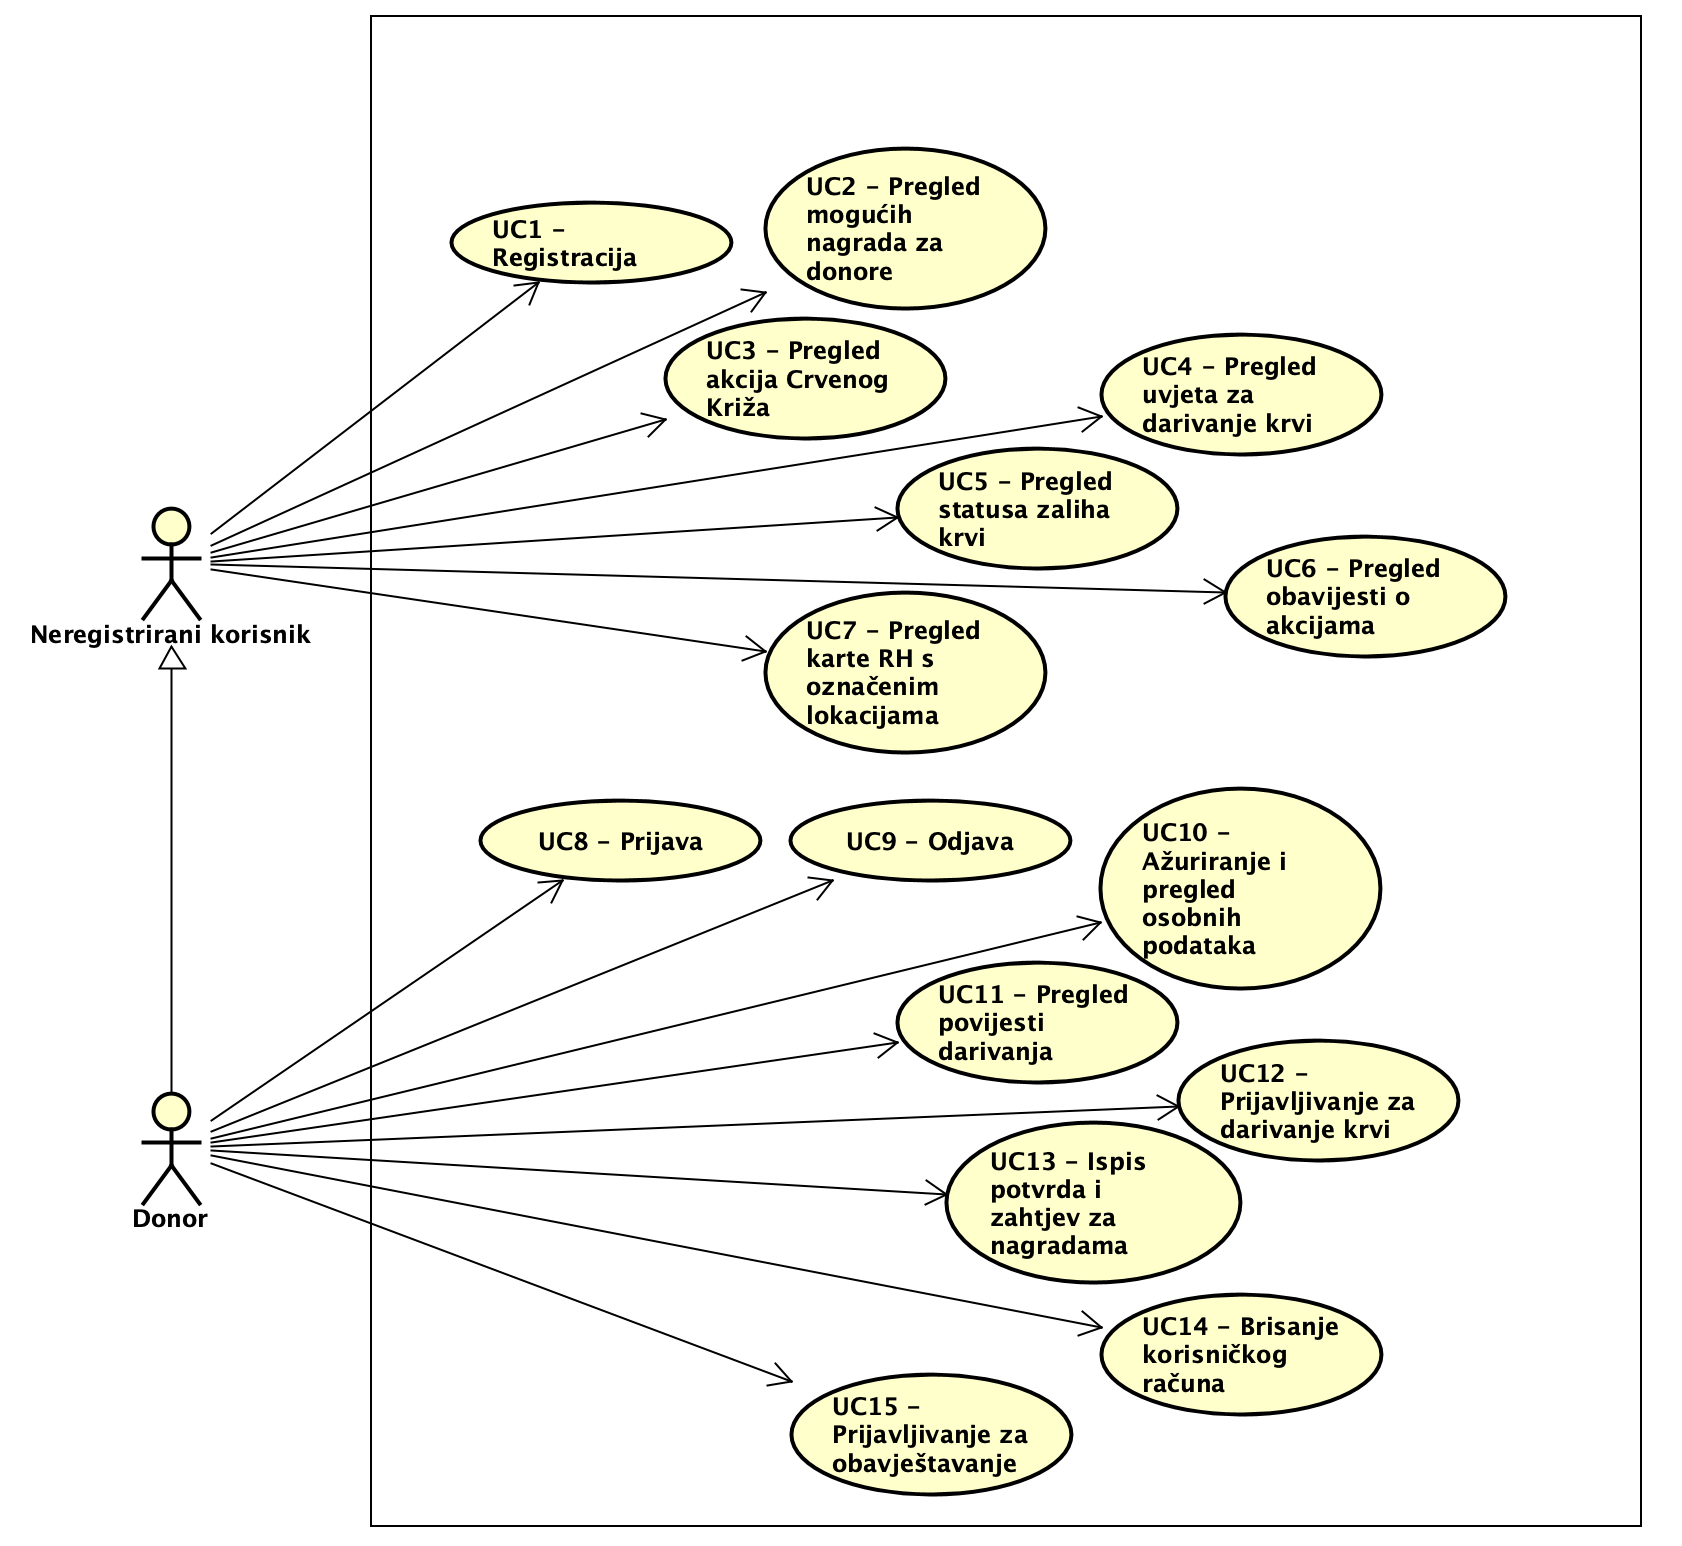 UC1 – 
Registracija
UC2 – Pregled
mogućih
nagrada za
donore
UC3 – Pregled
akcija Crvenog
Križa
UC4 – Pregled
uvjeta za
darivanje krvi
UC5 – Pregled
statusa zaliha
krvi
UC6 – Pregled
obavijesti o
akcijama
Neregistrirani korisnik
UC7 – Pregled
karte RH s
označenim
lokacijama
UC8 – Prijava
UC9 – Odjava
UC10 –
Ažuriranje i
pregled
osobnih
podataka
UC11 – Pregled
povijesti
darivanja
UC12 –
Prijavljivanje za
darivanje krvi
Donor
UC13 – Ispis
potvrda i
zahtjev za
nagradama
UC14 – Brisanje
korisničkog
računa
UC15 –
Prijavljivanje za
obavještavanje